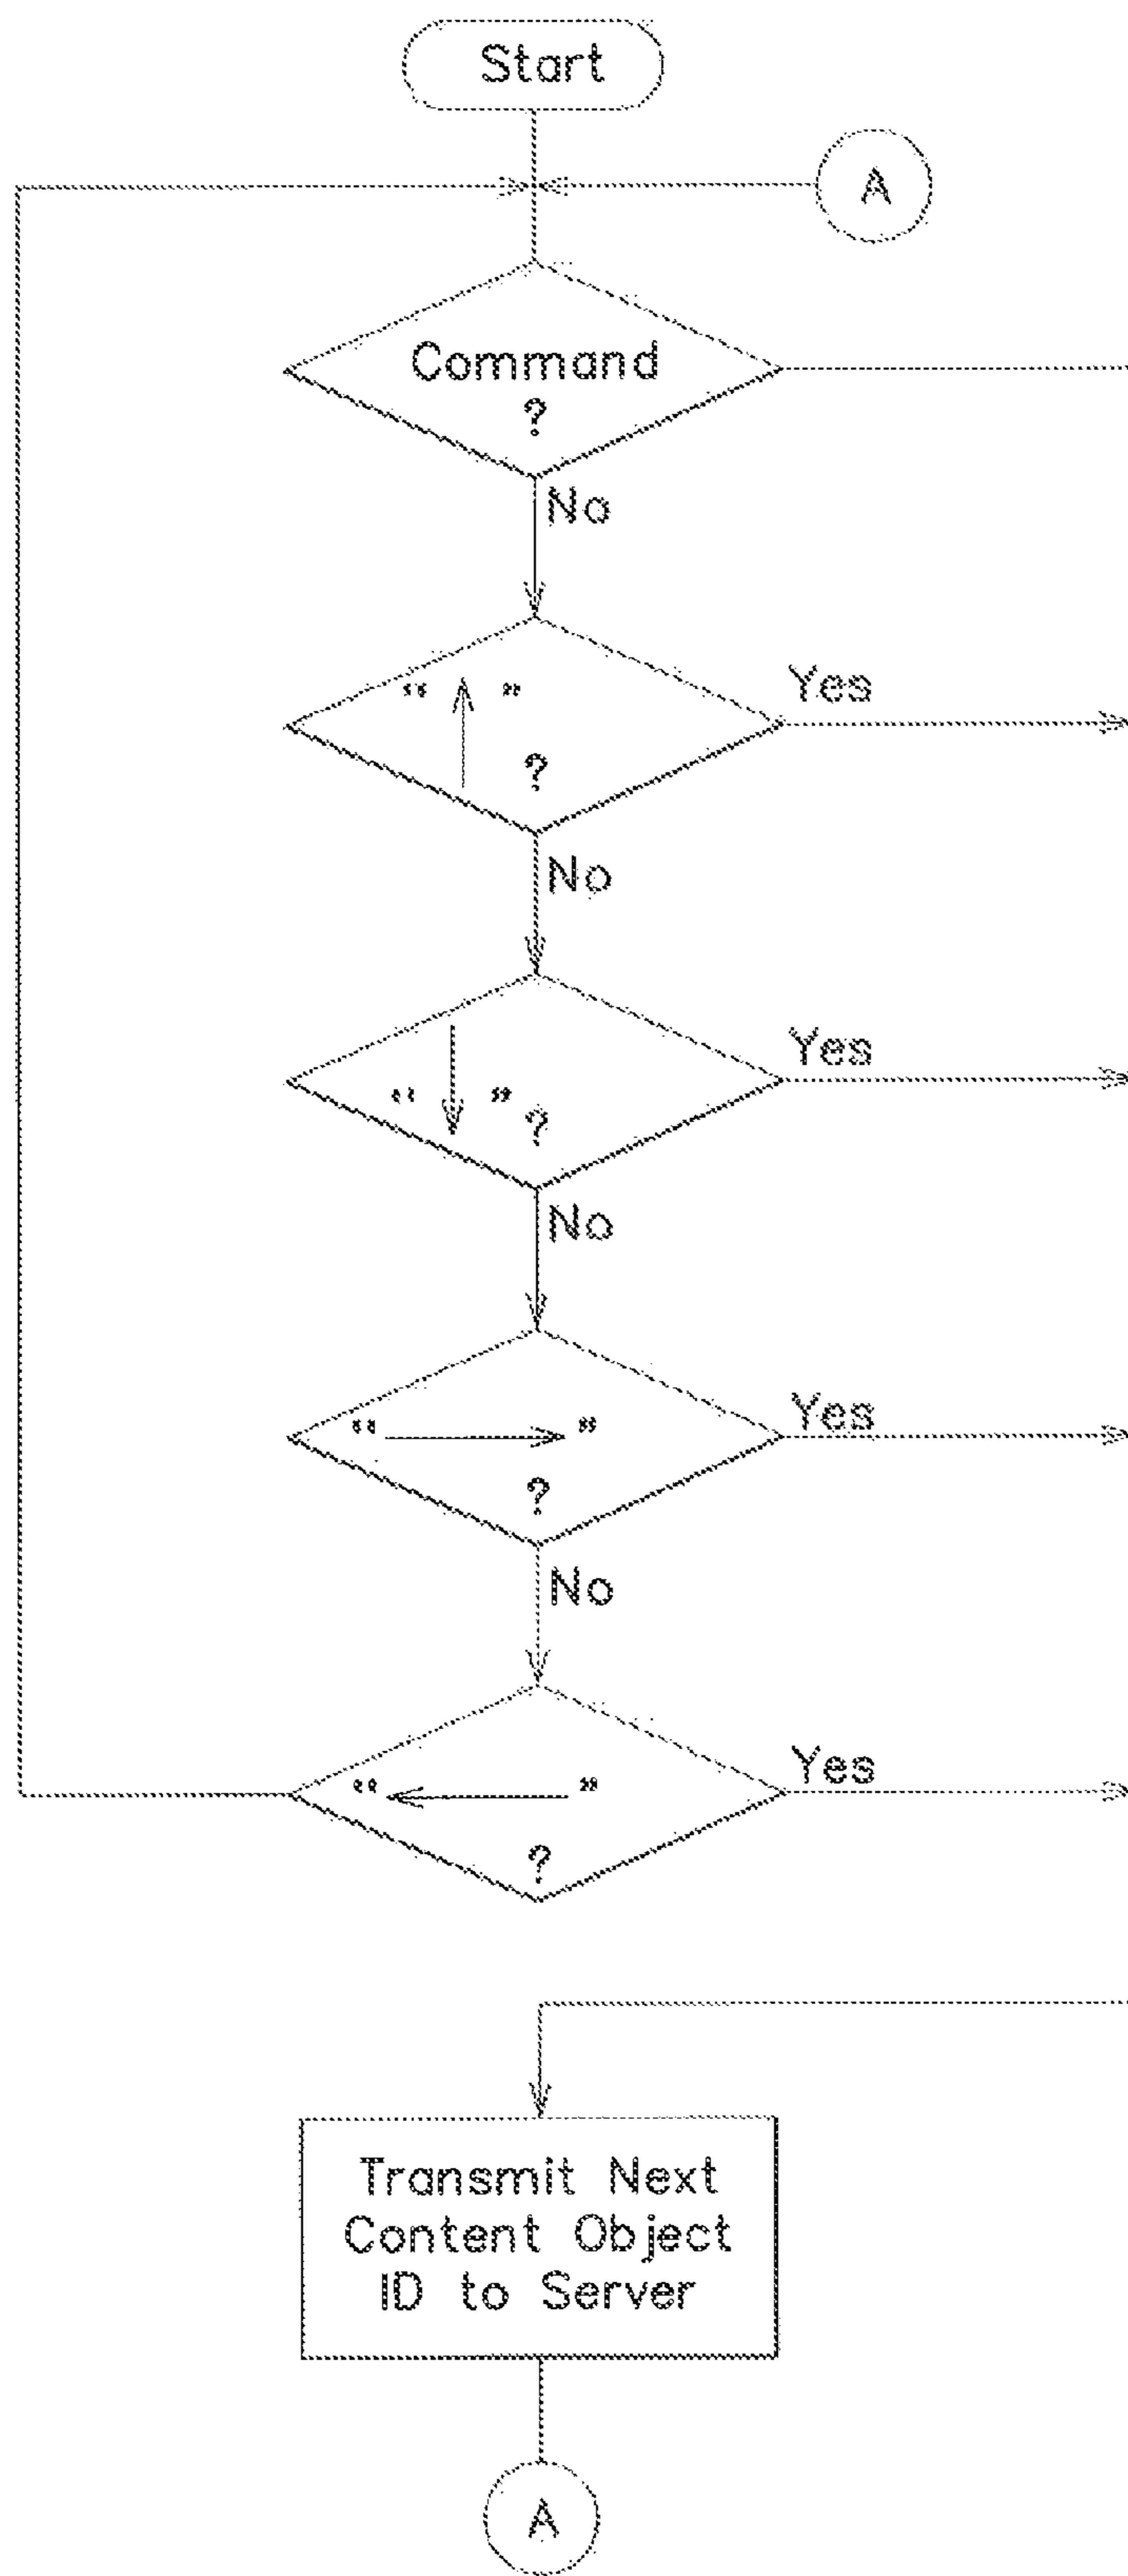 Start
A
Command
?
No
“ ↑ ”
?
Yes
No
“ ↓ ” ?
Yes
No
“ → ”
?
Yes
No
“ ← ”
?
Yes
Transmit Next
Content Object
ID to Server
A